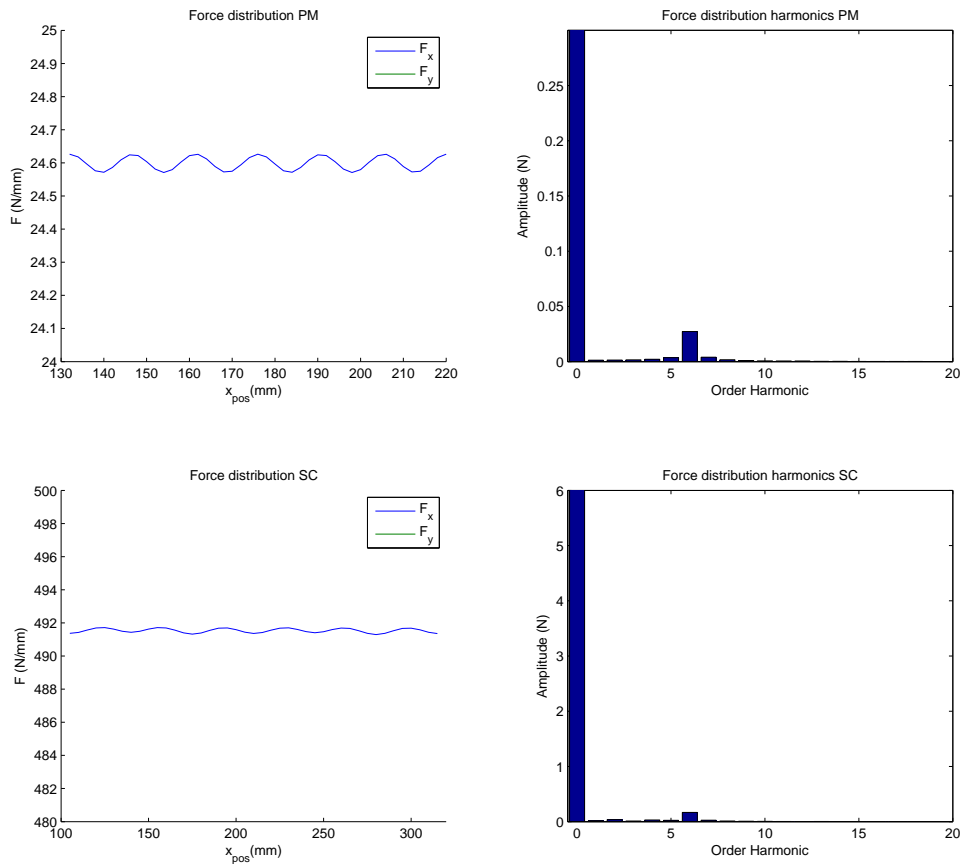 Force distribution PM
25
24.9
24.8
24.7
24.6
24.5
24.4
24.3
24.2
24.1
24
130 140 150 160 170 180 190 200 210 220
x_pos(mm)
F (N/mm)
F_x
F_y
Force distribution harmonics PM
0.25
0.2
0.15
0.1
0.05
0
0 5 10 15 20
Order Harmonic
Amplitude (N)
Force distribution SC
500
498
496
494
492
490
488
486
484
482
480
100 150 200 250 300
x_pos(mm)
F (N/mm)
F_x
F_y
Force distribution harmonics SC
6
5
4
3
2
1
0
0 5 10 15 20
Order Harmonic
Amplitude (N)